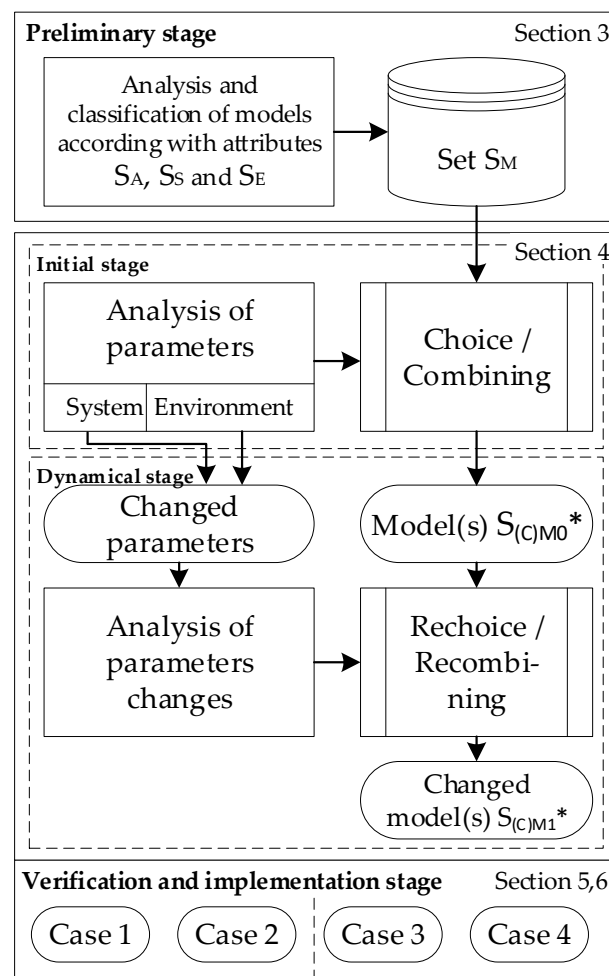 Preliminary stage Section 3
Analysis and
classification of models
according with attributes
SA, SS and SE
Set SM
Section 4
Initial stage
Analysis of
parameters
System Environment
Choice /
Combining
Dynamical stage
Changed
parameters
Model(s) S(C)M0*
Analysis of
parameters
changes
Rechoice /
Recombi-
ning
Changed
model(s) S(C)M1*
Verification and implementation stage Section 5,6
Case 1 Case 2 Case 3 Case 4